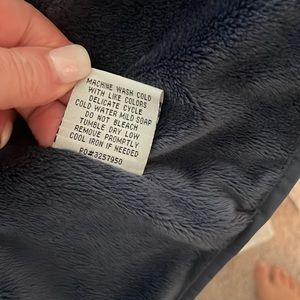 MACHINE WASH COLD
WITH LIKE COLORS
DELICATE CYCLE
COLD WATER MILD SOAP
DO NOT BLEACH
TUMBLE DRY LOW
REMOVE PROMPTLY
COOL IRON IF NEEDED
PO#3257950